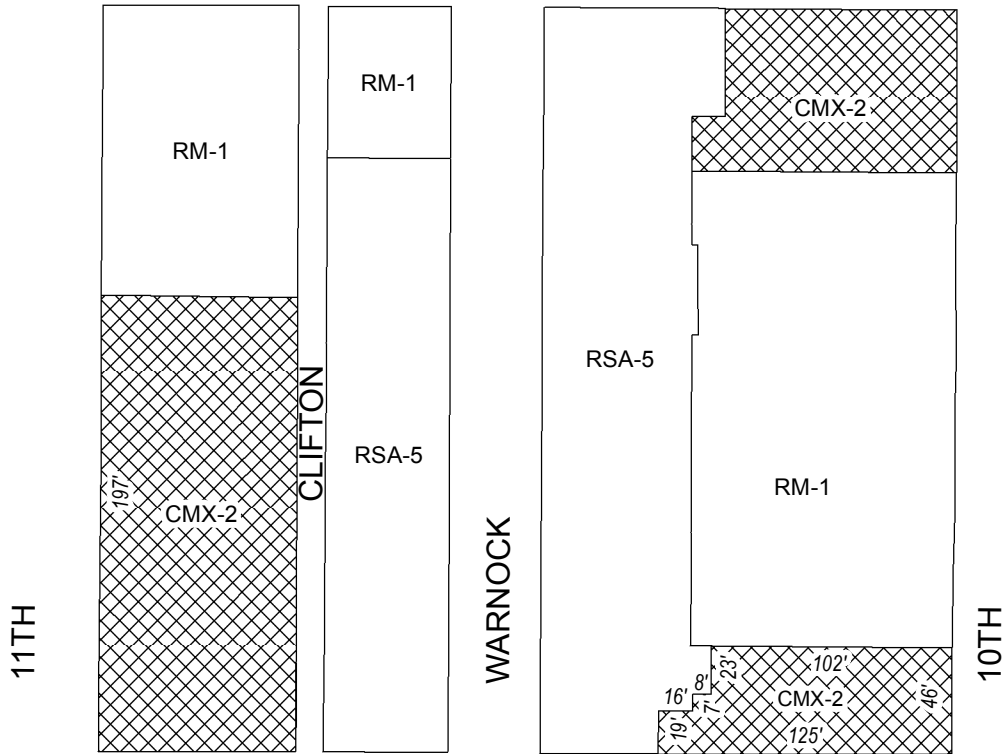 RM-1
RM-1
CMX-2
RSA-5
RSA-5
RM-1
CLIFTON
197'
CMX-2
WARNOCK
11TH
10TH
102'
23'
8'
CMX-2
46'
16'
7'
19'
125'